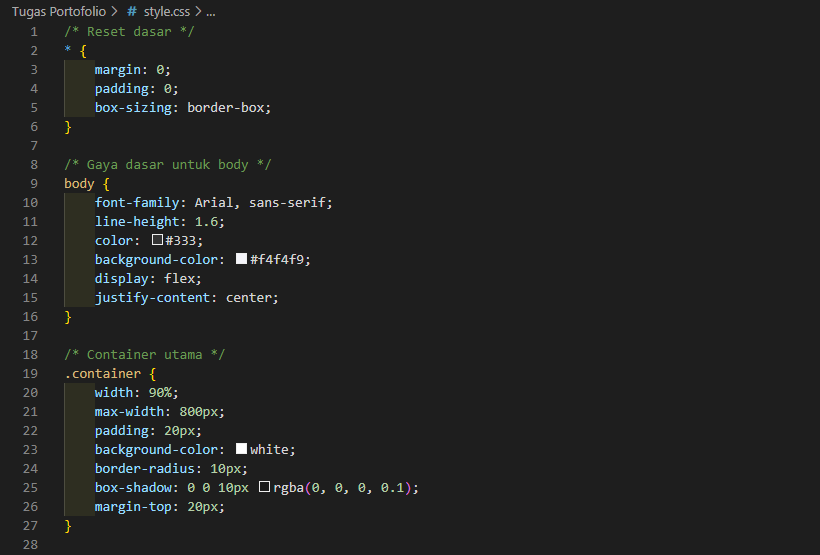 Tugas Portofolio > # style.css > ...
1 /* Reset dasar */
2 * {
3 margin: 0;
4 padding: 0;
5 box-sizing: border-box;
6 }
7
8 /* Gaya dasar untuk body */
9 body {
10 font-family: Arial, sans-serif;
11 line-height: 1.6;
12 color: #333;
13 background-color: #f4f4f9;
14 display: flex;
15 justify-content: center;
16 }
17
18 /* Container utama */
19 .container {
20 width: 90%;
21 max-width: 800px;
22 padding: 20px;
23 background-color: white;
24 border-radius: 10px;
25 box-shadow: 0 0 10px rgba(0, 0, 0, 0.1);
26 margin-top: 20px;
27 }
28